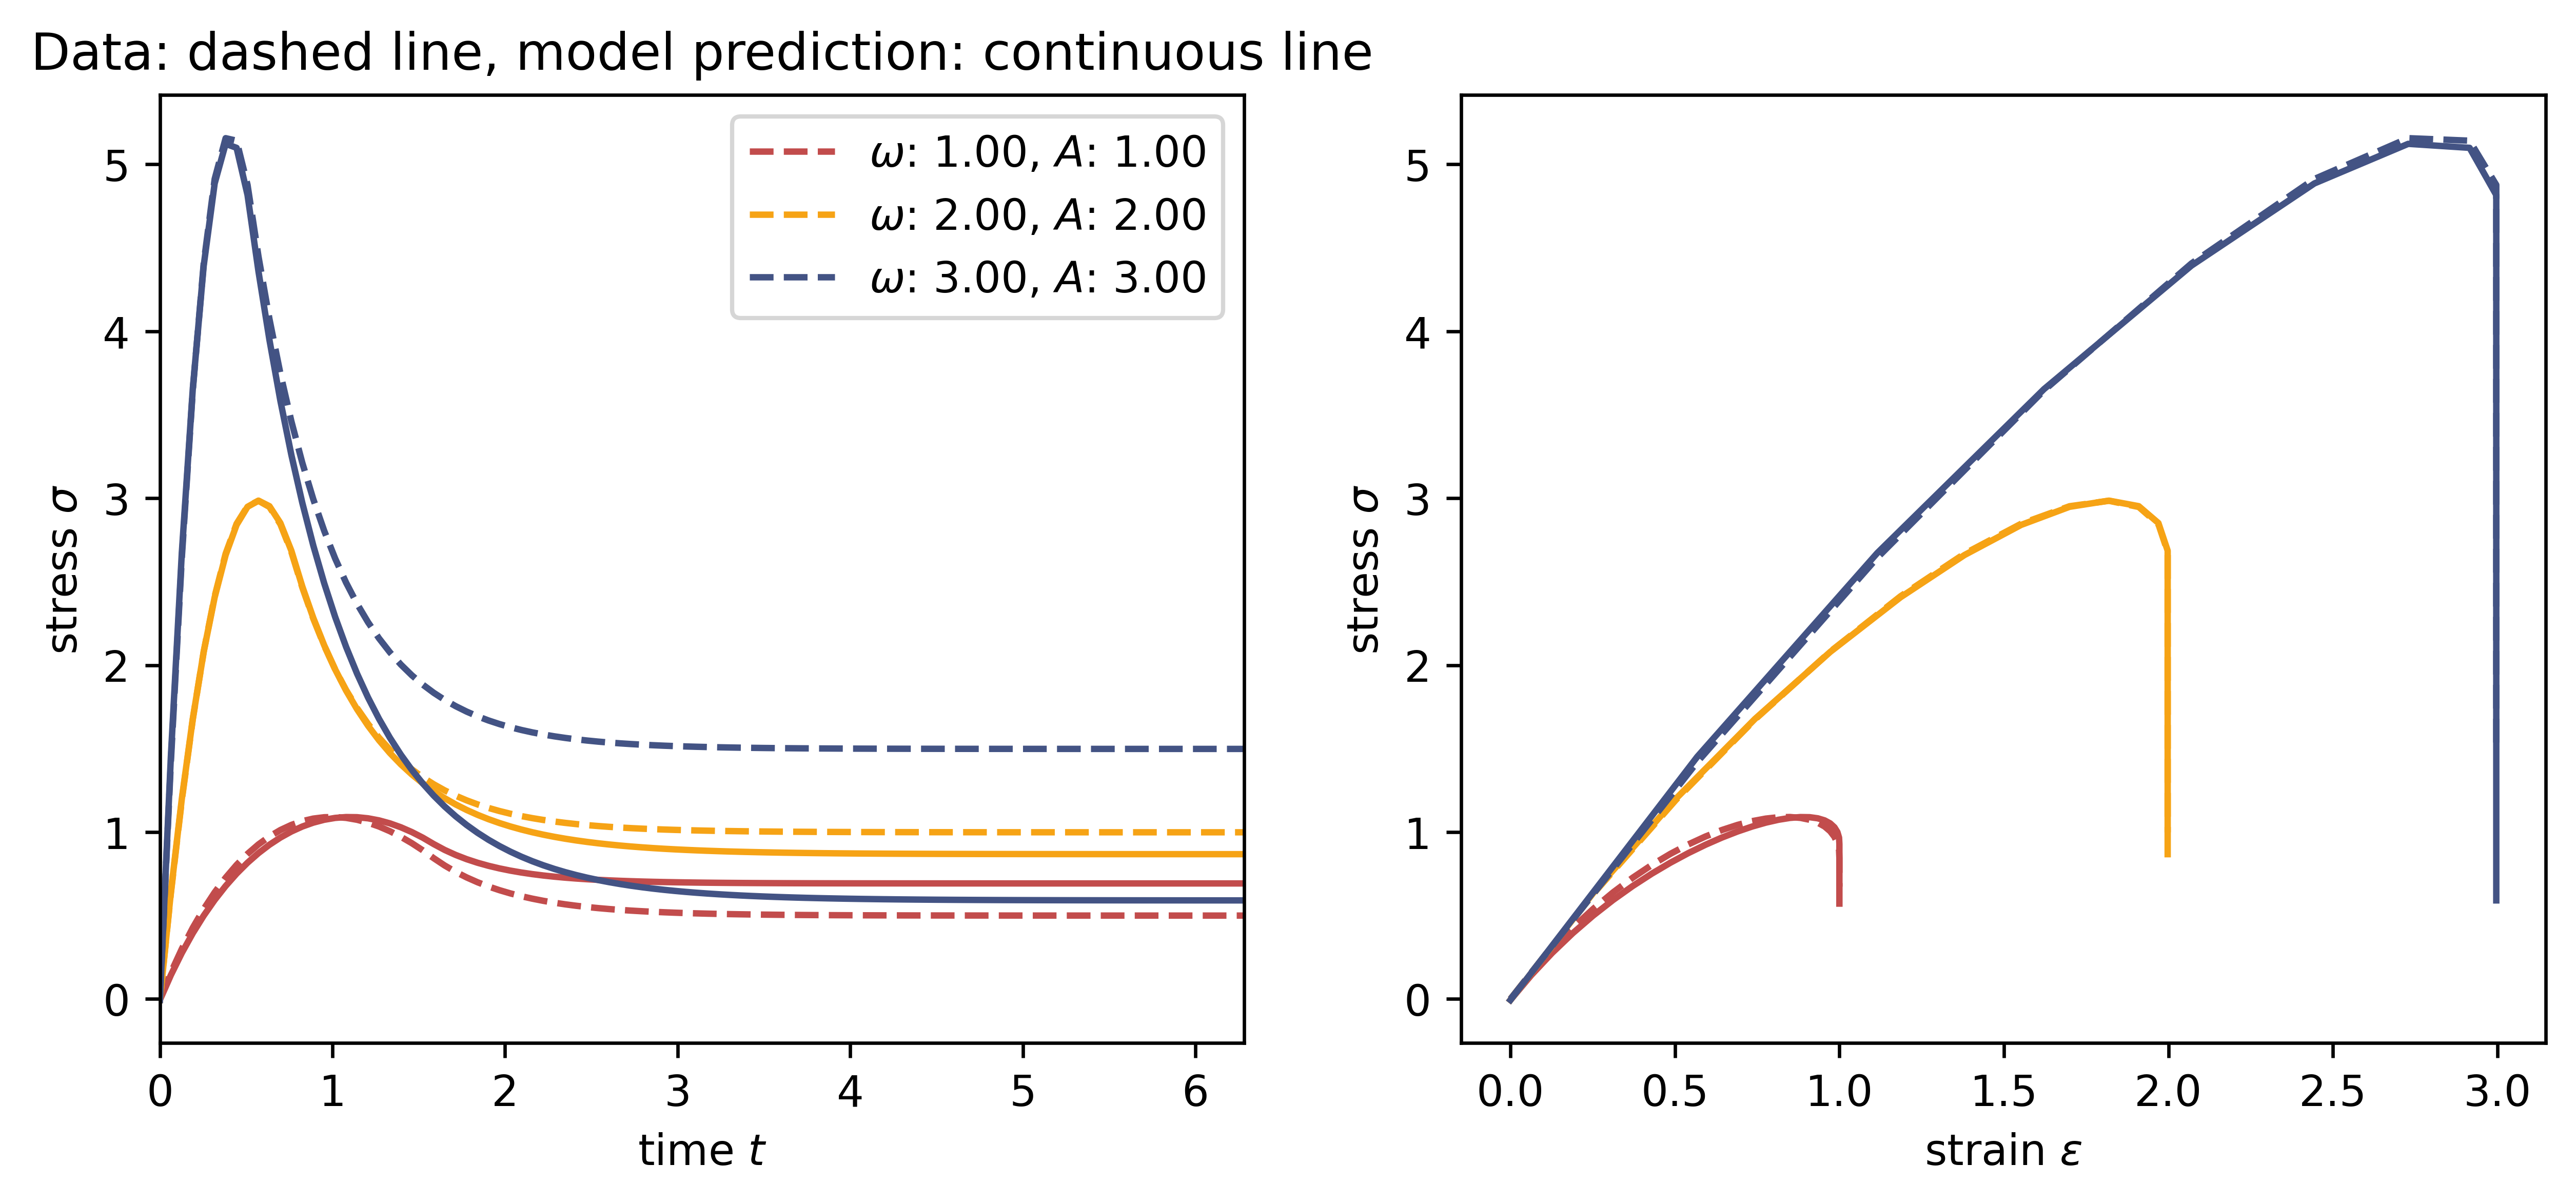 Data: dashed line, model prediction: continuous line
ω: 1.00, A: 1.00
ω: 2.00, A: 2.00
ω: 3.00, A: 3.00
stress σ
5
4
3
2
1
0
0 1 2 3 4 5 6
time t
stress σ
5
4
3
2
1
0
0.0 0.5 1.0 1.5 2.0 2.5 3.0
strain ε